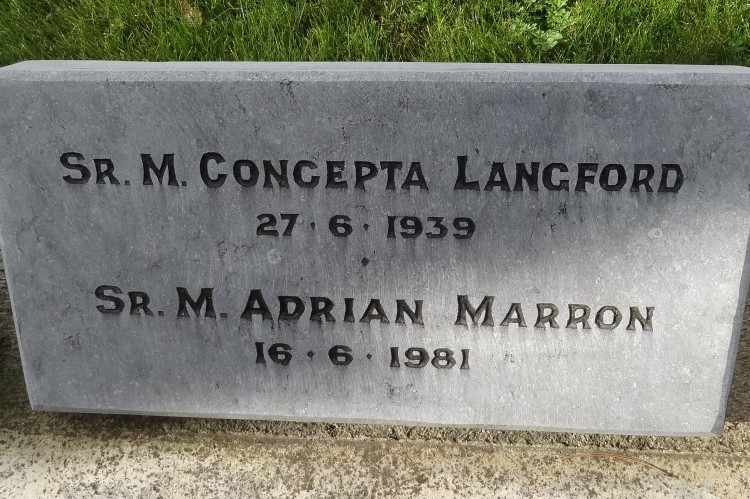 Sr. M. Concepta Langford
27 · 6 · 1939
Sr. M. Adrian Marron
16 · 6 · 1981